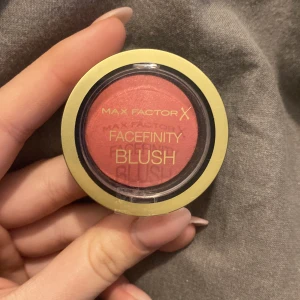 MAX FACTOR X
FACEFINITY
BLUSH